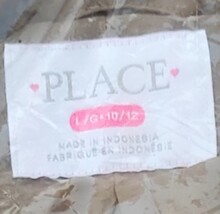 PLACE
L/G•10/12
MADE IN INDONESIA
FABRIQUÉ EN INDONÉSIE